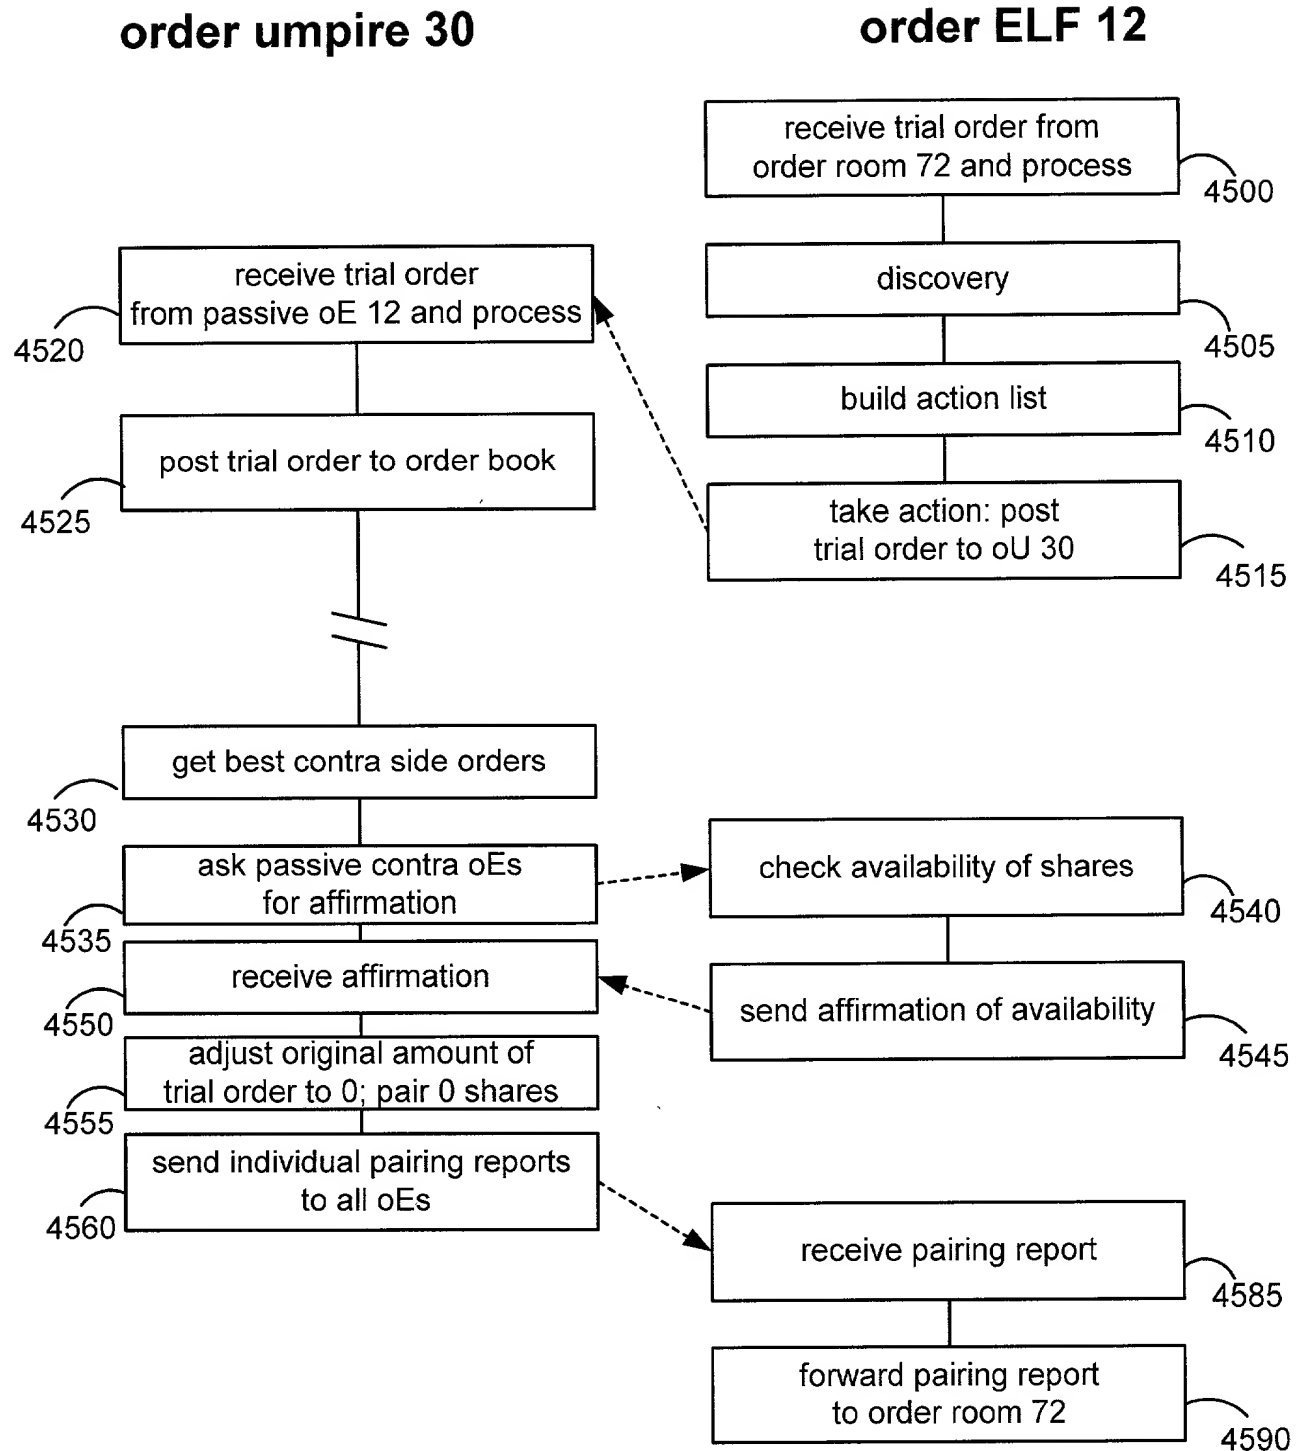 order umpire 30
order ELF 12
receive trial order from
order room 72 and process
4500
discovery
4505
build action list
4510
take action: post
trial order to oU 30
4515
receive trial order
from passive oE 12 and process
4520
post trial order to order book
4525
get best contra side orders
4530
ask passive contra oEs
for affirmation
4535
check availability of shares
4540
send affirmation of availability
4545
receive affirmation
4550
adjust original amount of
trial order to 0; pair 0 shares
4555
send individual pairing reports
to all oEs
4560
receive pairing report
4585
forward pairing report
to order room 72
4590